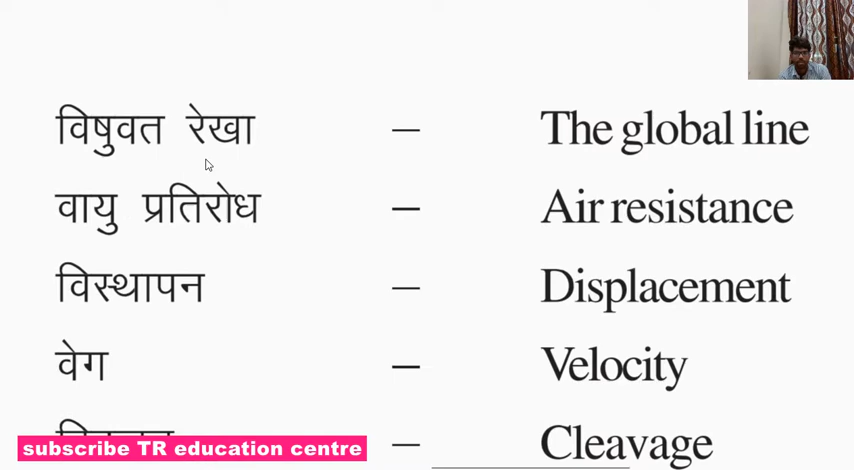 विषुवत रेखा – The global line
वायु प्रतिरोध – Air resistance
विस्थापन – Displacement
वेग – Velocity
– Cleavage
subscribe TR education centre